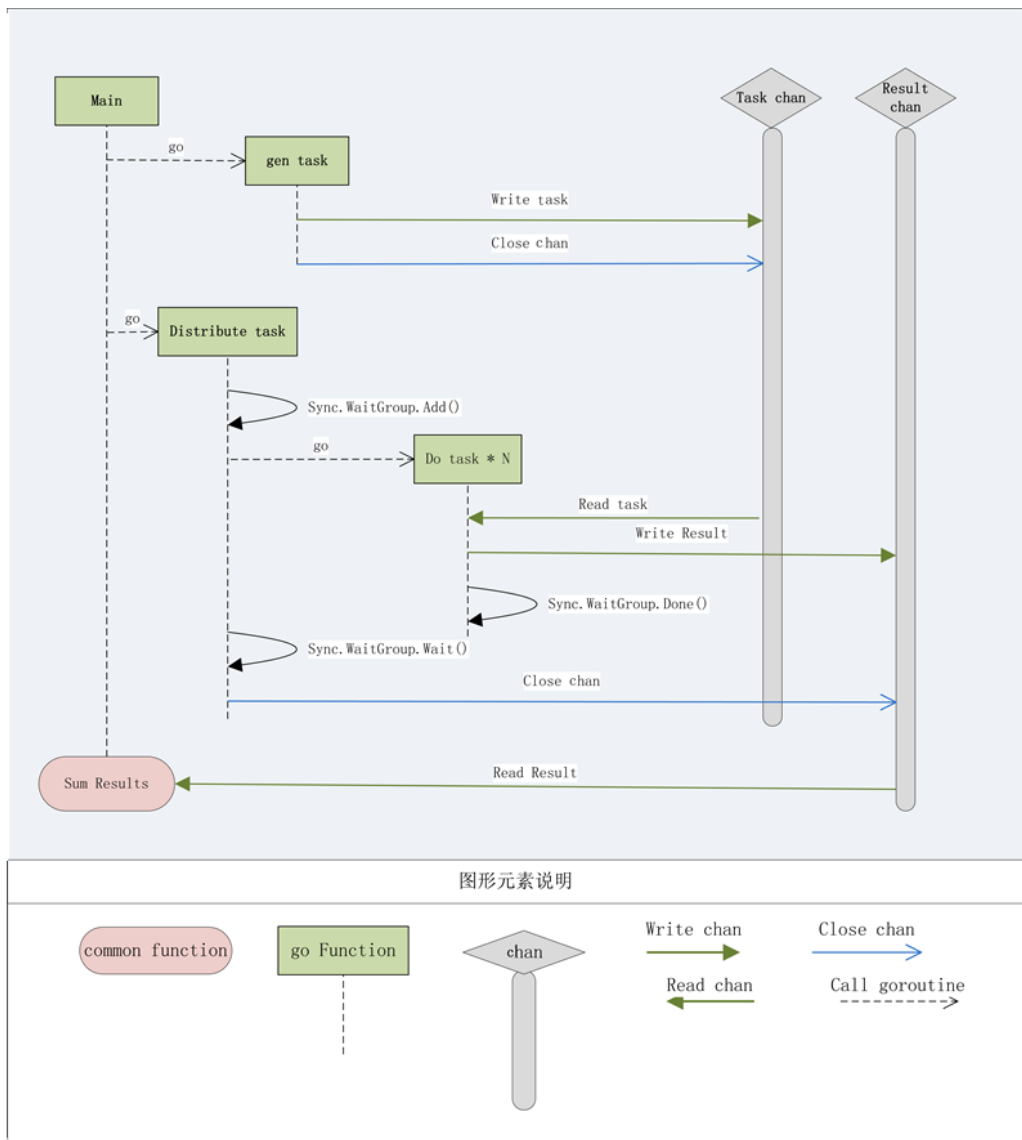 Main
Task chan
Result
chan
go
gen task
Write task
Close chan
go
Distribute task
Sync.WaitGroup.Add()
go
Do task * N
Read task
Write Result
Sync.WaitGroup.Done()
Sync.WaitGroup.Wait()
Close chan
Read Result
Sum Results
图形元素说明
common function
go Function
chan
Write chan
Close chan
Read chan
Call goroutine